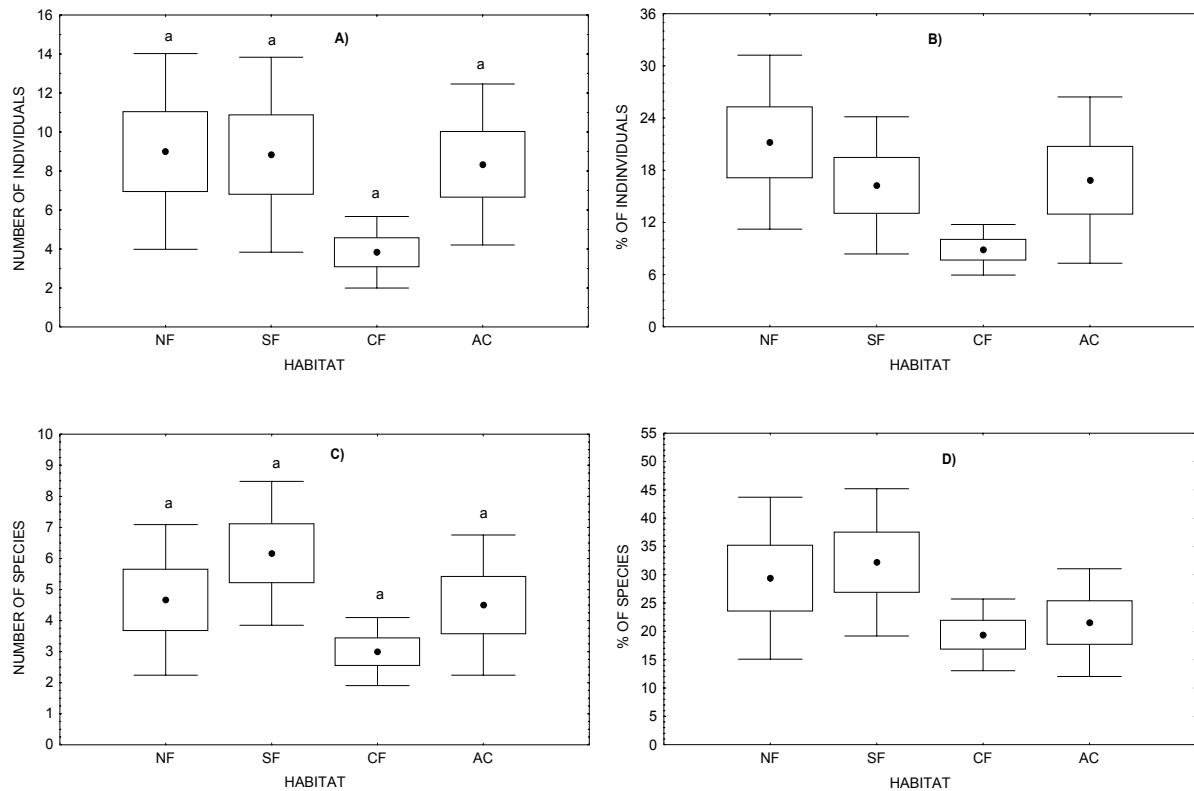 A)
NUMBER OF INDIVIDUALS
16
14
12
10
8
6
4
2
0
a
a
a
a
NF
SF
CF
AC
HABITAT
B)
% OF INDINVIDUALS
36
30
24
18
12
6
0
NF
SF
CF
AC
HABITAT
C)
NUMBER OF SPECIES
10
9
8
7
6
5
4
3
2
1
0
a
a
a
a
NF
SF
CF
AC
HABITAT
D)
% OF SPECIES
55
50
45
40
35
30
25
20
15
10
5
0
NF
SF
CF
AC
HABITAT